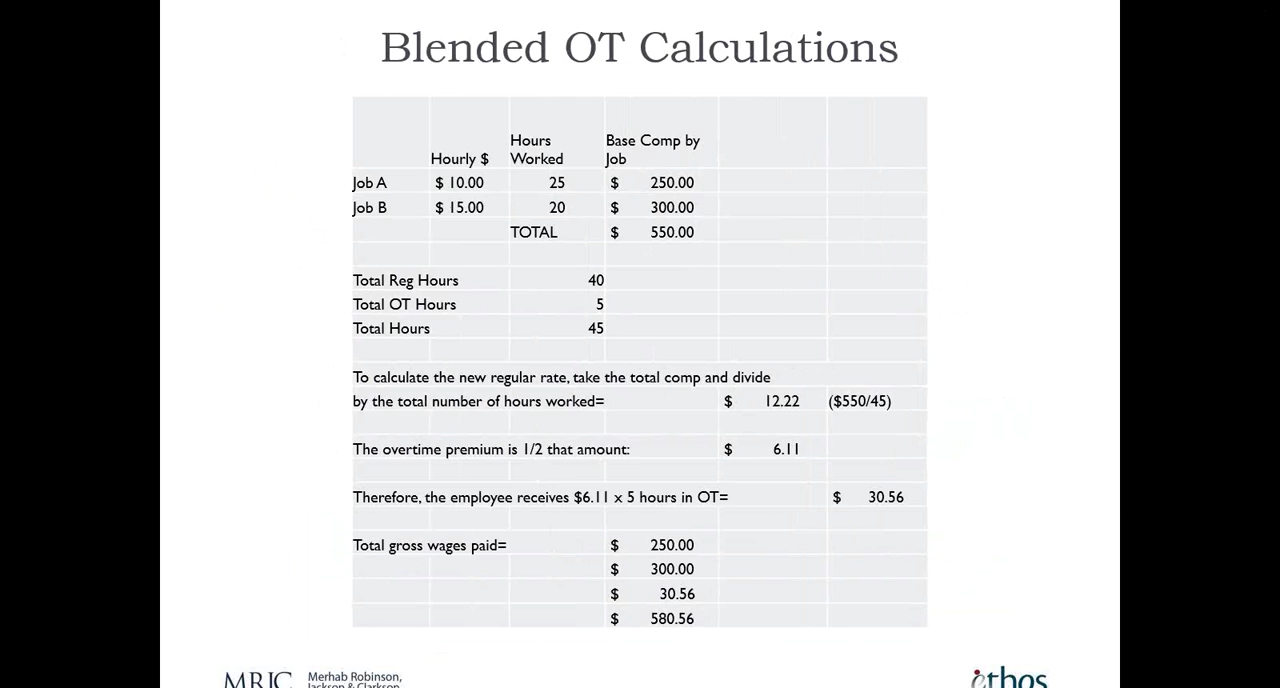 Blended OT Calculations
Hours Base Comp by
Hourly $ Worked Job
Job A $ 10.00 25 $ 250.00
Job B $ 15.00 20 $ 300.00
TOTAL $ 550.00
Total Reg Hours 40
Total OT Hours 5
Total Hours 45
To calculate the new regular rate, take the total comp and divide
by the total number of hours worked= $ 12.22 ($550/45)
The overtime premium is 1/2 that amount: $ 6.11
Therefore, the employee receives $6.11 x 5 hours in OT= $ 30.56
Total gross wages paid= $ 250.00
$ 300.00
$ 30.56
$ 580.56
MRJC Merhab Robinson,
Jackson & Clarkson
ethos